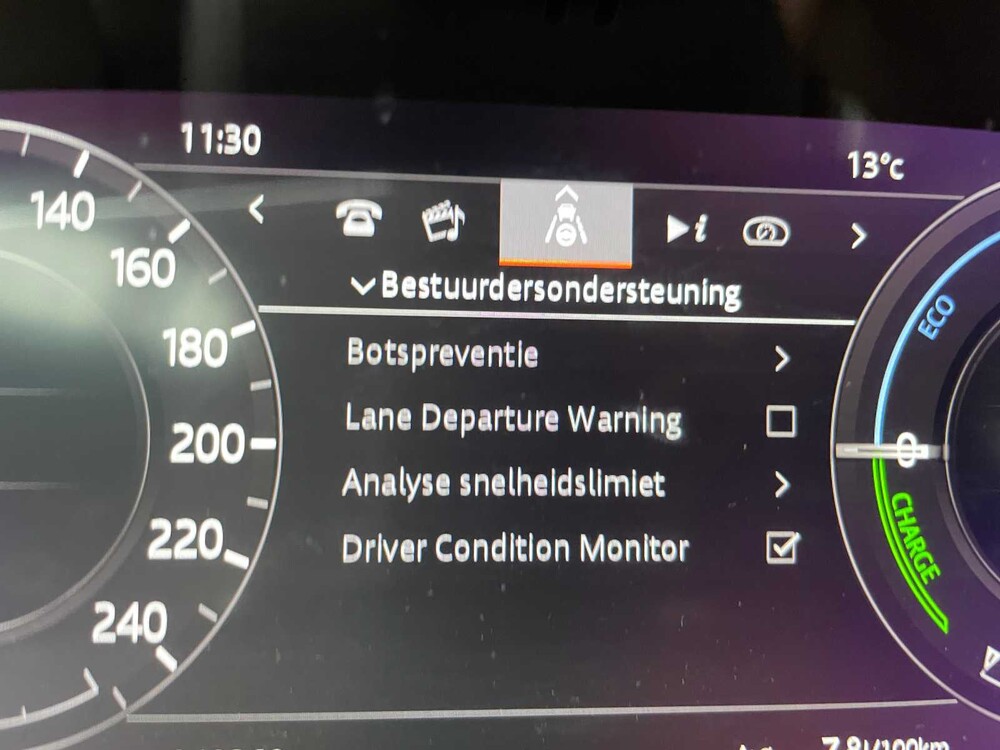 11:30
13°C
140
160
180
200
220
240
i
Bestuurdersondersteuning
Botspreventie
Lane Departure Warning
Analyse snelheidslimiet
Driver Condition Monitor
ECO
0
CHARGE